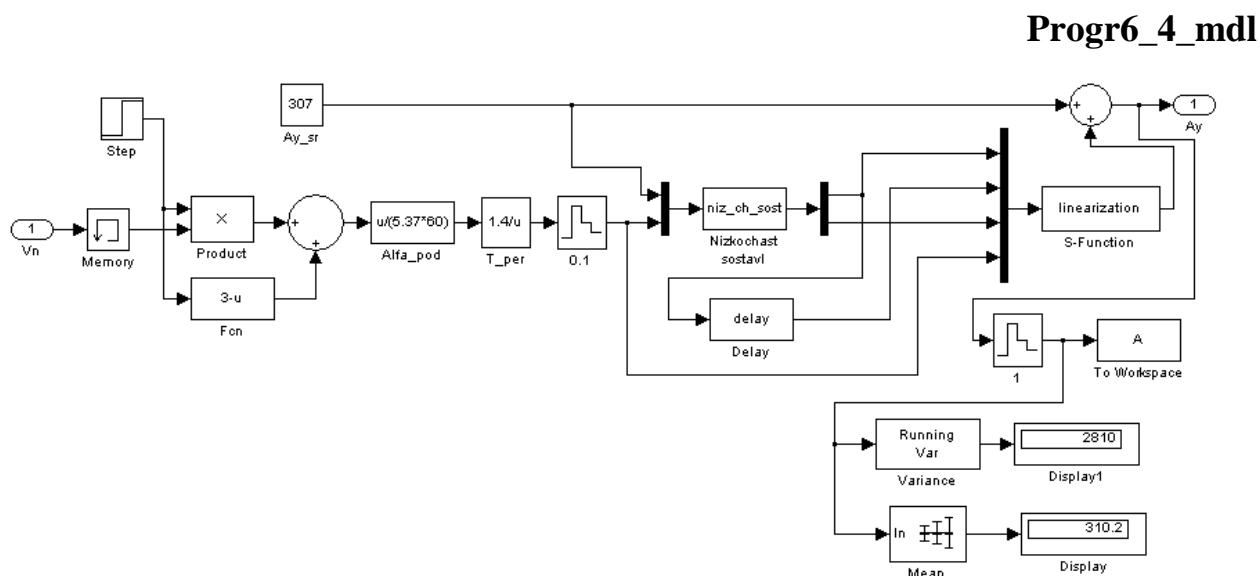 Progr6_4_mdl
Step
307
Ay_sr
+
+
1
Ay
1
Vn
Memory
×
Product
+
+
3-u
Fcn
u/(5.37*60)
Alfa_pod
1.4/u
T_per
0.1
niz_ch_sost
Nizkochast
sostavl
delay
Delay
linearization
S-Function
1
A
To Workspace
Running
Var
Variance
2810
Display1
In
Mean
310.2
Display